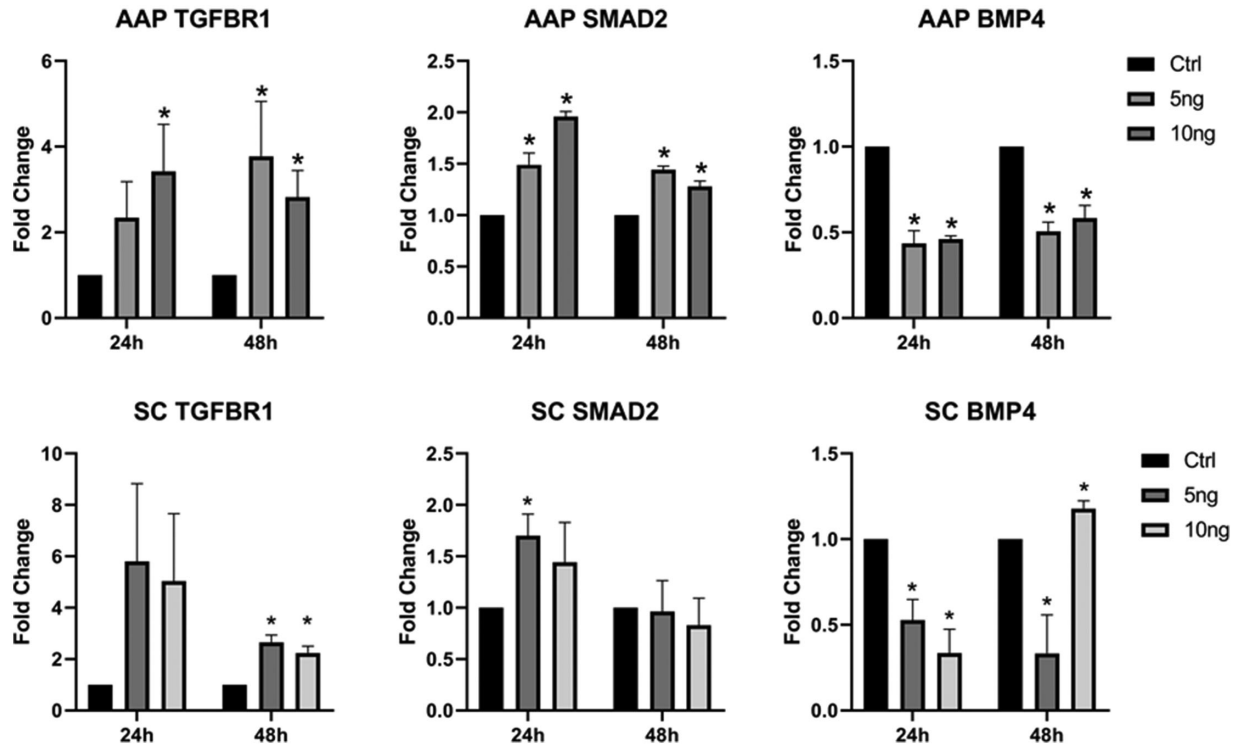 AAP TGFBR1
Fold Change
6
4
2
0
*
*
*
24h
48h
AAP SMAD2
Fold Change
2.5
2.0
1.5
1.0
0.5
0.0
*
*
*
*
24h
48h
AAP BMP4
Fold Change
1.5
1.0
0.5
0.0
*
*
*
*
24h
48h
Ctrl
5ng
10ng
SC TGFBR1
Fold Change
10
8
6
4
2
0
*
*
24h
48h
SC SMAD2
Fold Change
2.5
2.0
1.5
1.0
0.5
0.0
*
24h
48h
SC BMP4
Fold Change
1.5
1.0
0.5
0.0
*
*
*
*
24h
48h
Ctrl
5ng
10ng